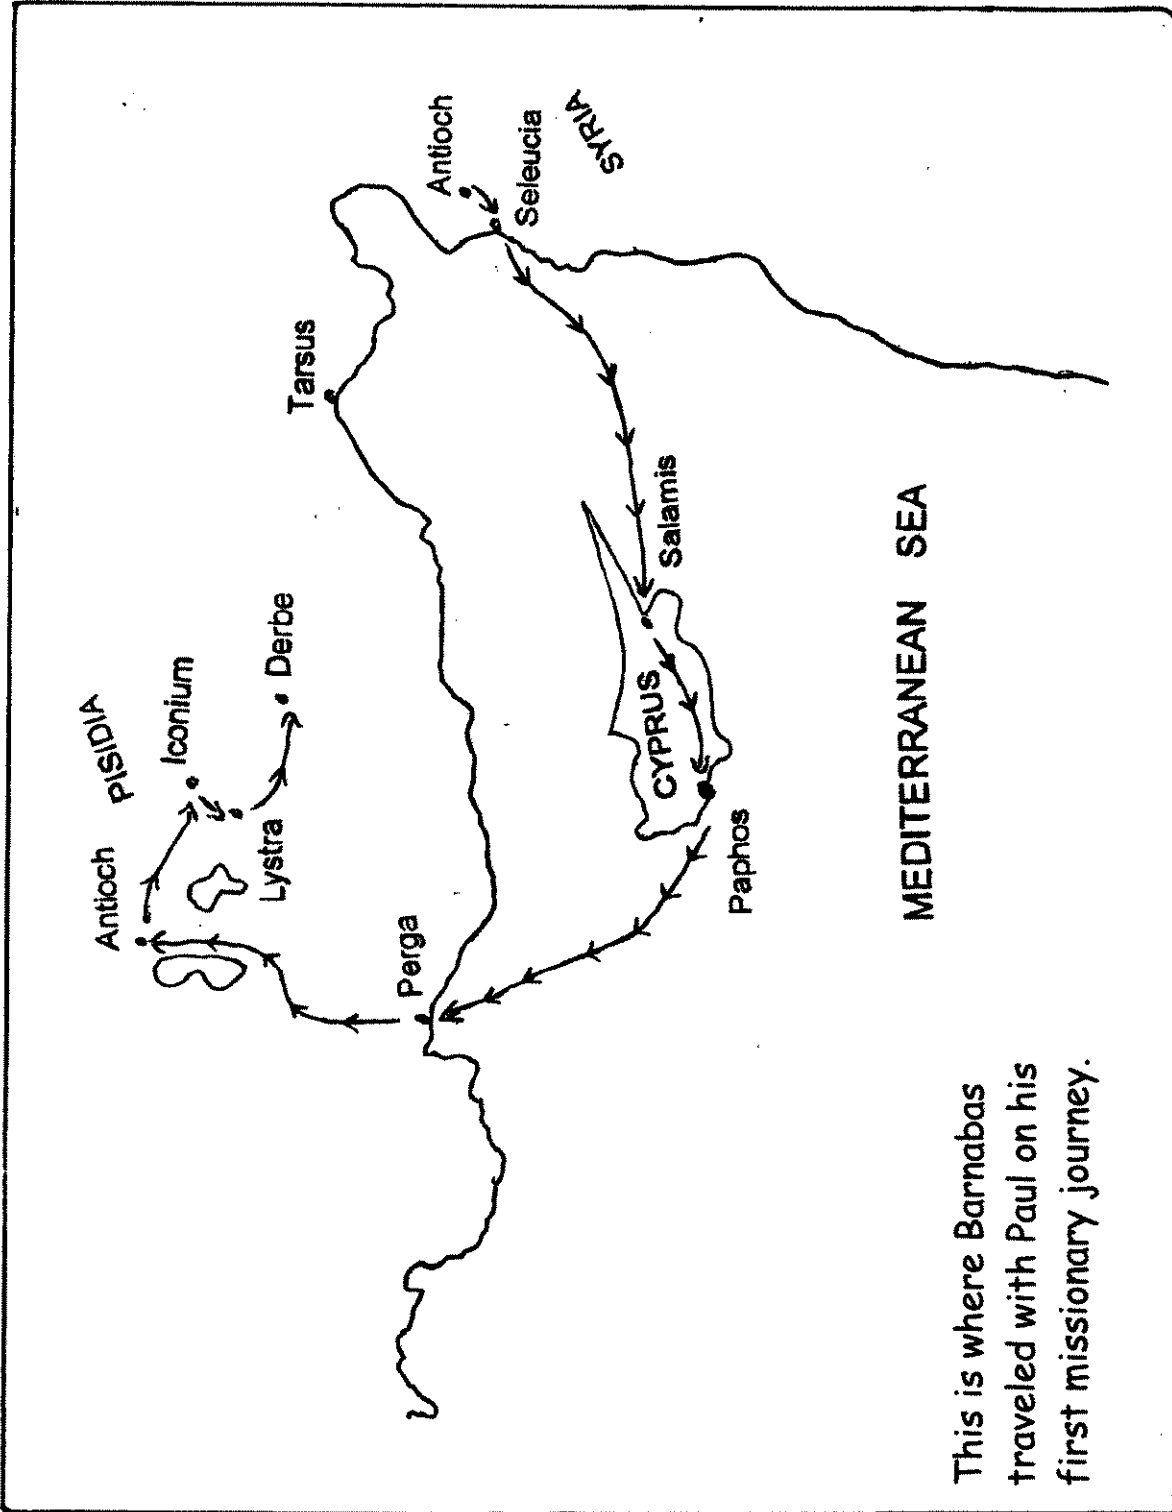 Antioch
PISIDIA
Iconium
Lystra
Derbe
Perga
Tarsus
Antioch
Seleucia
SYRIA
CYPRUS
Salamis
Paphos
MEDITERRANEAN SEA
This is where Barnabas
traveled with Paul on his
first missionary journey.